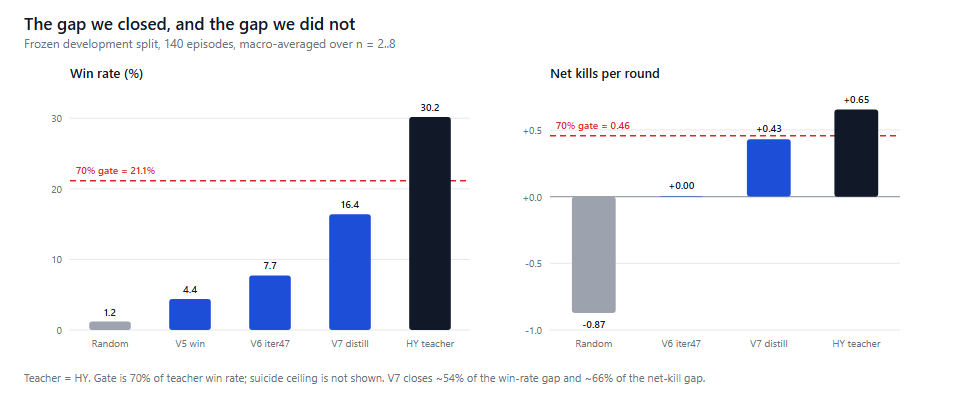 The gap we closed, and the gap we did not
Frozen development split, 140 episodes, macro-averaged over n = 2..8
Win rate (%)
30
20
10
0
70% gate = 21.1%
1.2
4.4
7.7
16.4
30.2
Random
V5 win
V6 iter47
V7 distill
HY teacher
Net kills per round
+0.5
+0.0
-0.5
-1.0
70% gate = 0.46
-0.87
+0.00
+0.43
+0.65
Random
V6 iter47
V7 distill
HY teacher
Teacher = HY. Gate is 70% of teacher win rate; suicide ceiling is not shown. V7 closes ~54% of the win-rate gap and ~66% of the net-kill gap.